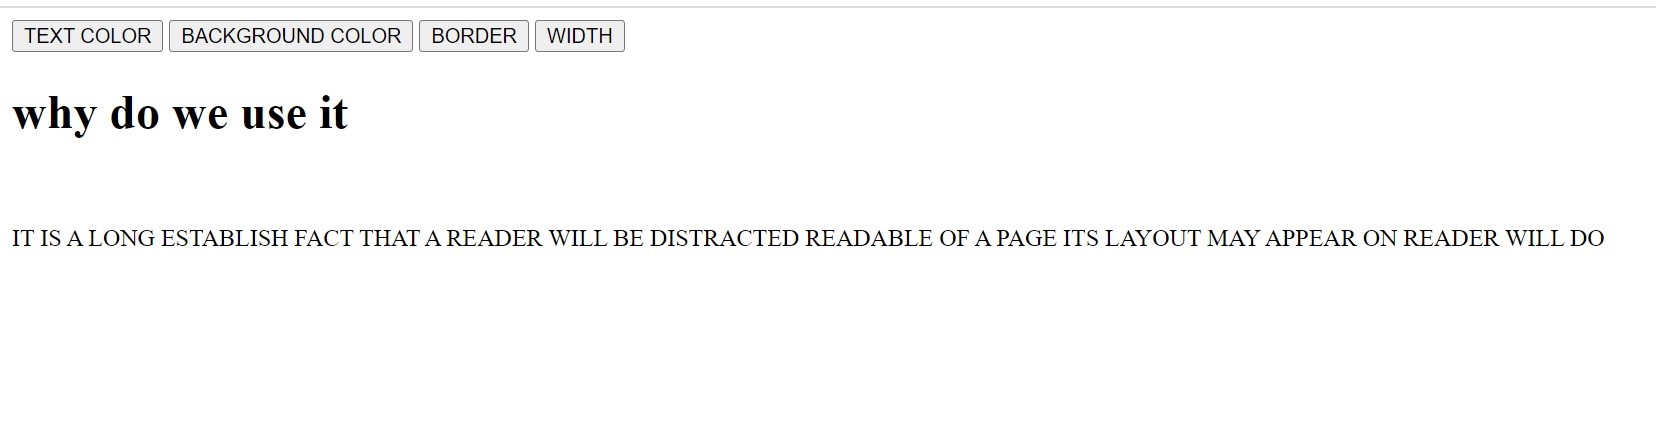 TEXT COLOR BACKGROUND COLOR BORDER WIDTH
why do we use it
IT IS A LONG ESTABLISH FACT THAT A READER WILL BE DISTRACTED READABLE OF A PAGE ITS LAYOUT MAY APPEAR ON READER WILL DO